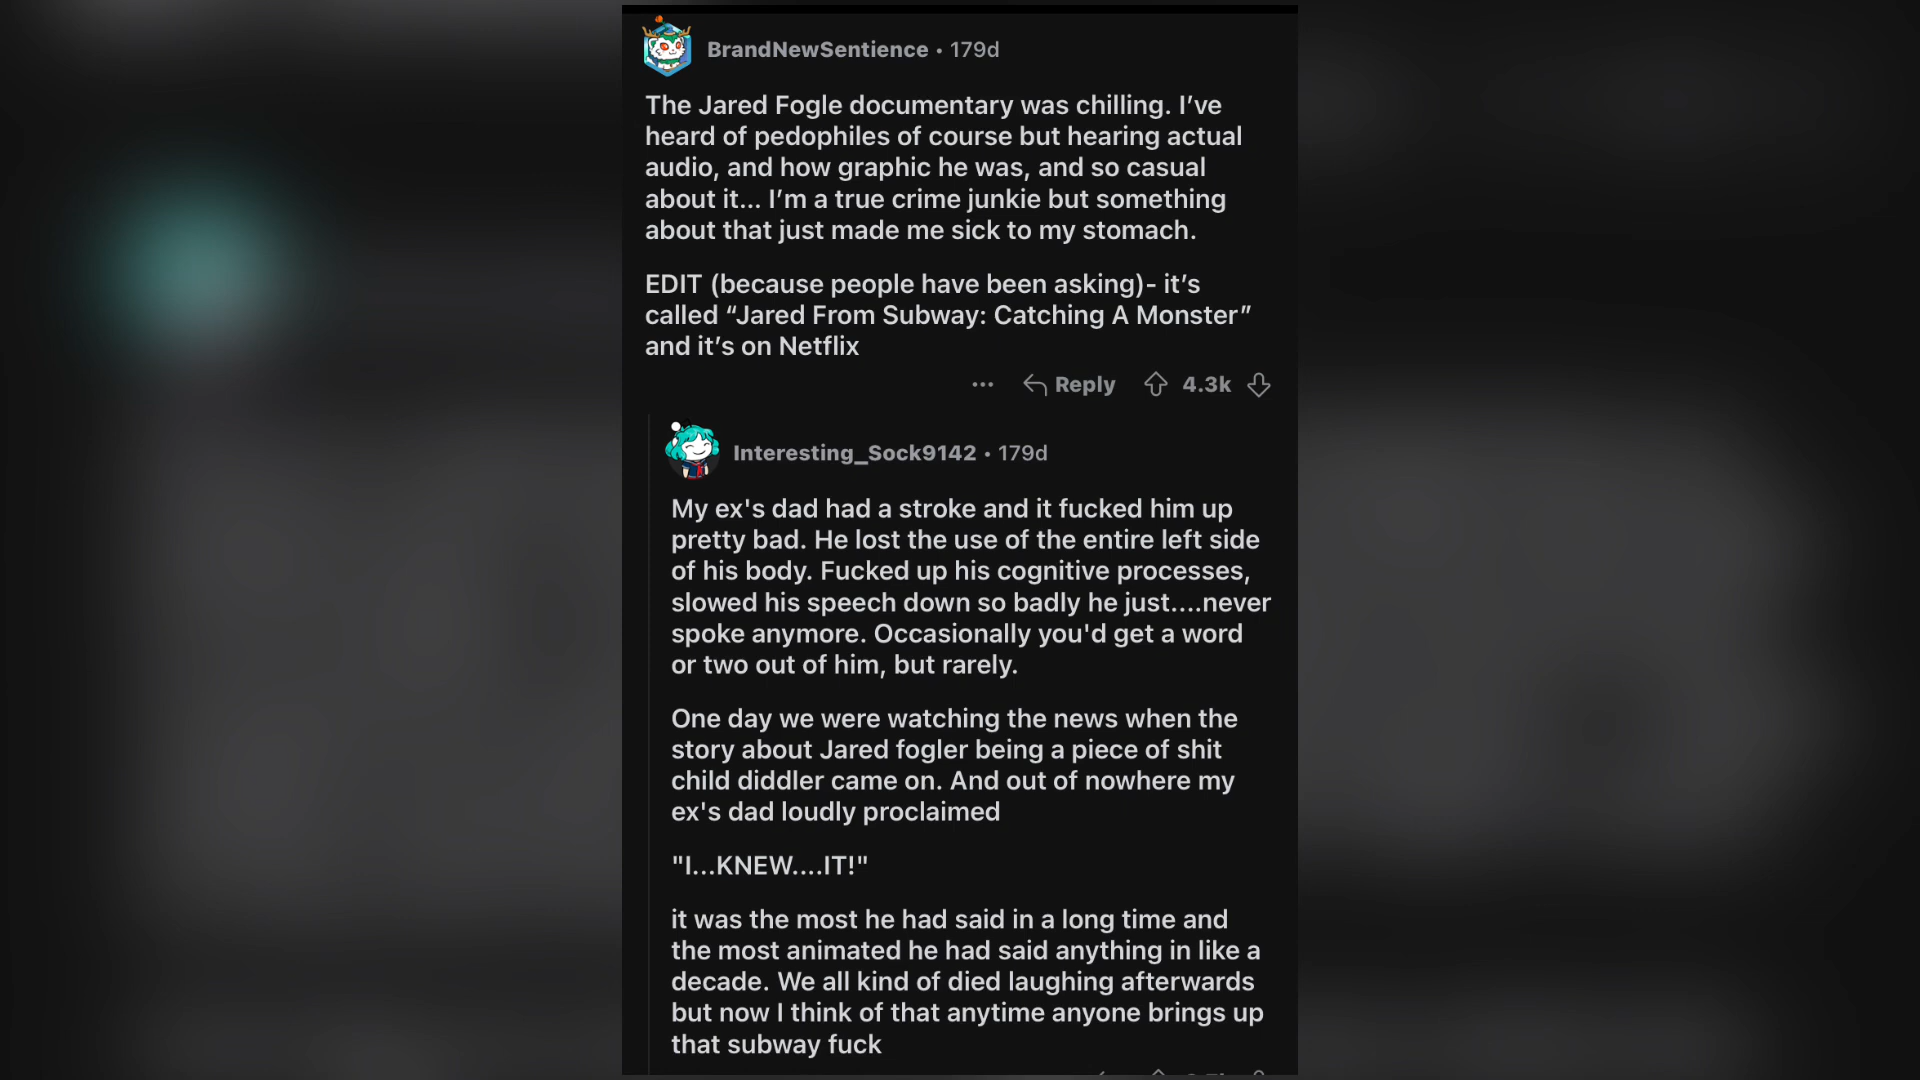 BrandNewSentience • 179d
The Jared Fogle documentary was chilling. I’ve
heard of pedophiles of course but hearing actual
audio, and how graphic he was, and so casual
about it... I’m a true crime junkie but something
about that just made me sick to my stomach.
EDIT (because people have been asking)- it’s
called “Jared From Subway: Catching A Monster”
and it’s on Netflix
... Reply 4.3k
Interesting_Sock9142 • 179d
My ex's dad had a stroke and it fucked him up
pretty bad. He lost the use of the entire left side
of his body. Fucked up his cognitive processes,
slowed his speech down so badly he just....never
spoke anymore. Occasionally you'd get a word
or two out of him, but rarely.
One day we were watching the news when the
story about Jared fogler being a piece of shit
child diddler came on. And out of nowhere my
ex's dad loudly proclaimed
"I...KNEW....IT!"
it was the most he had said in a long time and
the most animated he had said anything in like a
decade. We all kind of died laughing afterwards
but now I think of that anytime anyone brings up
that subway fuck